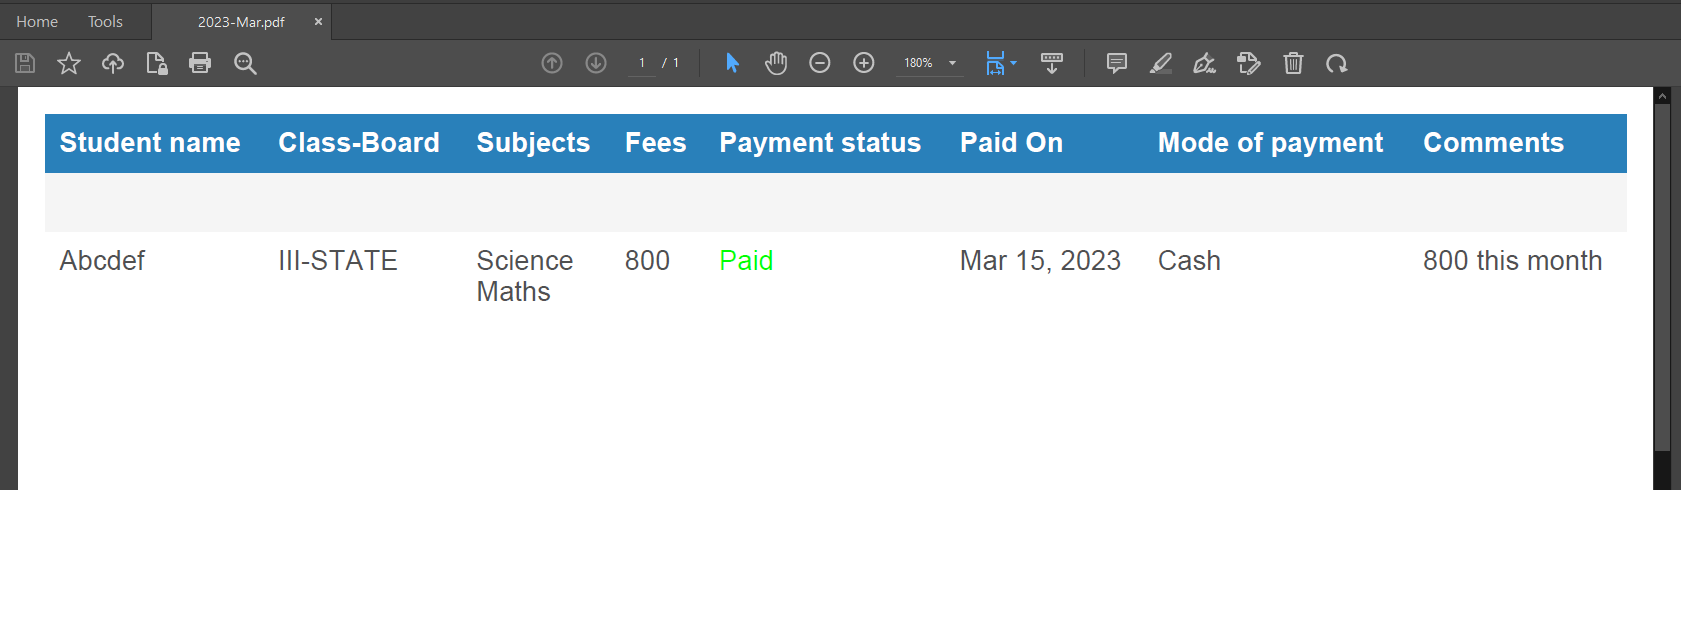 Home Tools 2023-Mar.pdf ×
1 / 1 180%
Student name Class-Board Subjects Fees Payment status Paid On Mode of payment Comments
Abcdef III-STATE Science 800 Paid Mar 15, 2023 Cash 800 this month
Maths